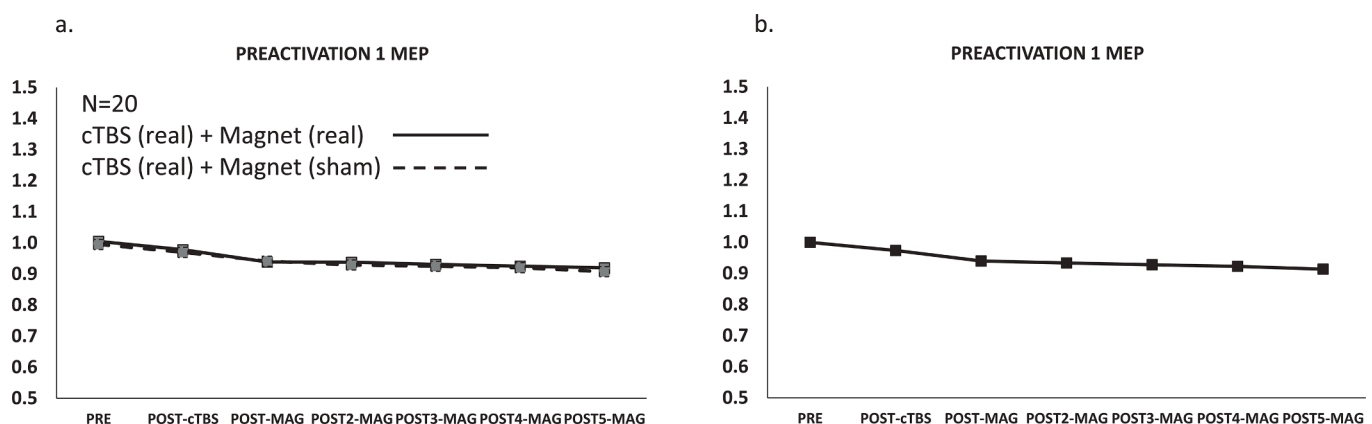 a.
PREACTIVATION 1 MEP
1.5
1.4
1.3
1.2
1.1
1.0
0.9
0.8
0.7
0.6
0.5
N=20
cTBS (real) + Magnet (real)
cTBS (real) + Magnet (sham)
PRE POST-cTBS POST-MAG POST2-MAG POST3-MAG POST4-MAG POST5-MAG
b.
PREACTIVATION 1 MEP
1.5
1.4
1.3
1.2
1.1
1.0
0.9
0.8
0.7
0.6
0.5
PRE POST-cTBS POST-MAG POST2-MAG POST3-MAG POST4-MAG POST5-MAG